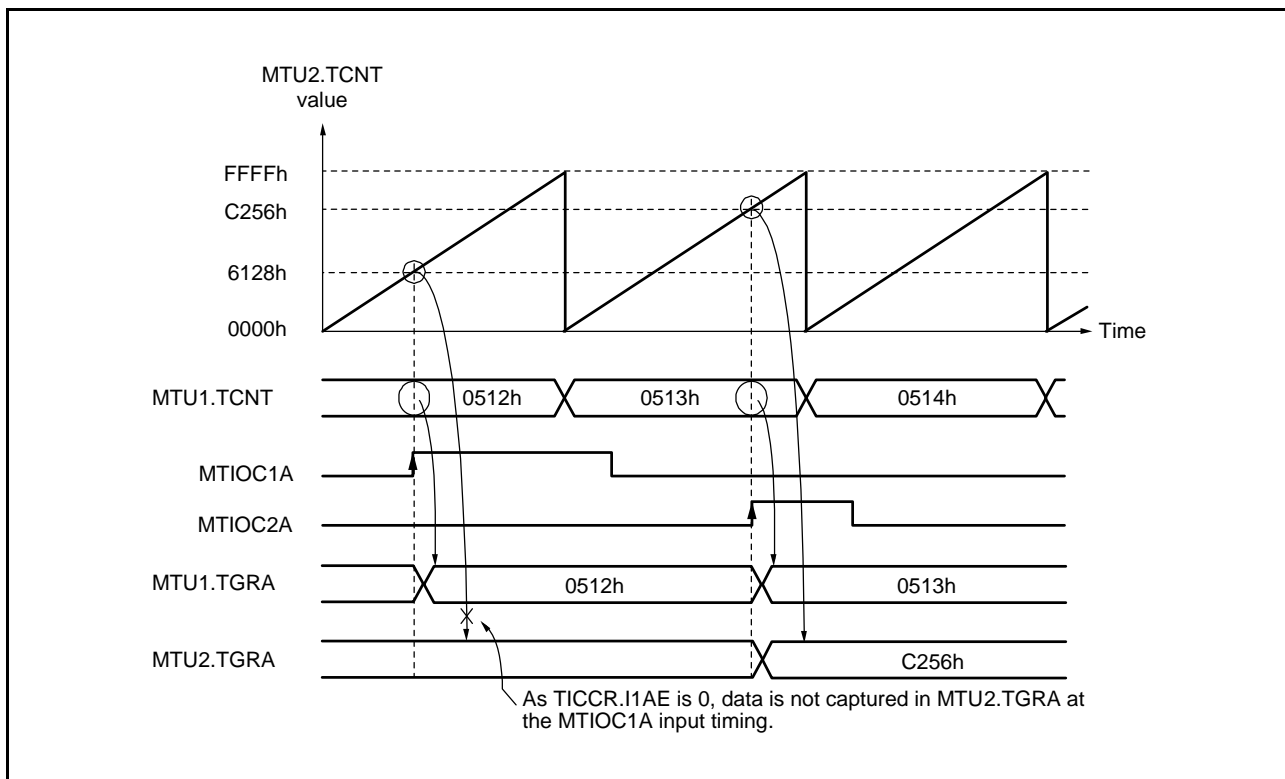 MTU2.TCNT
value
FFFFh
C256h
6128h
0000h
Time
MTU1.TCNT
0512h
0513h
0514h
MTIOC1A
MTIOC2A
MTU1.TGRA
0512h
0513h
MTU2.TGRA
C256h
As TICCR.I1AE is 0, data is not captured in MTU2.TGRA at
the MTIOC1A input timing.